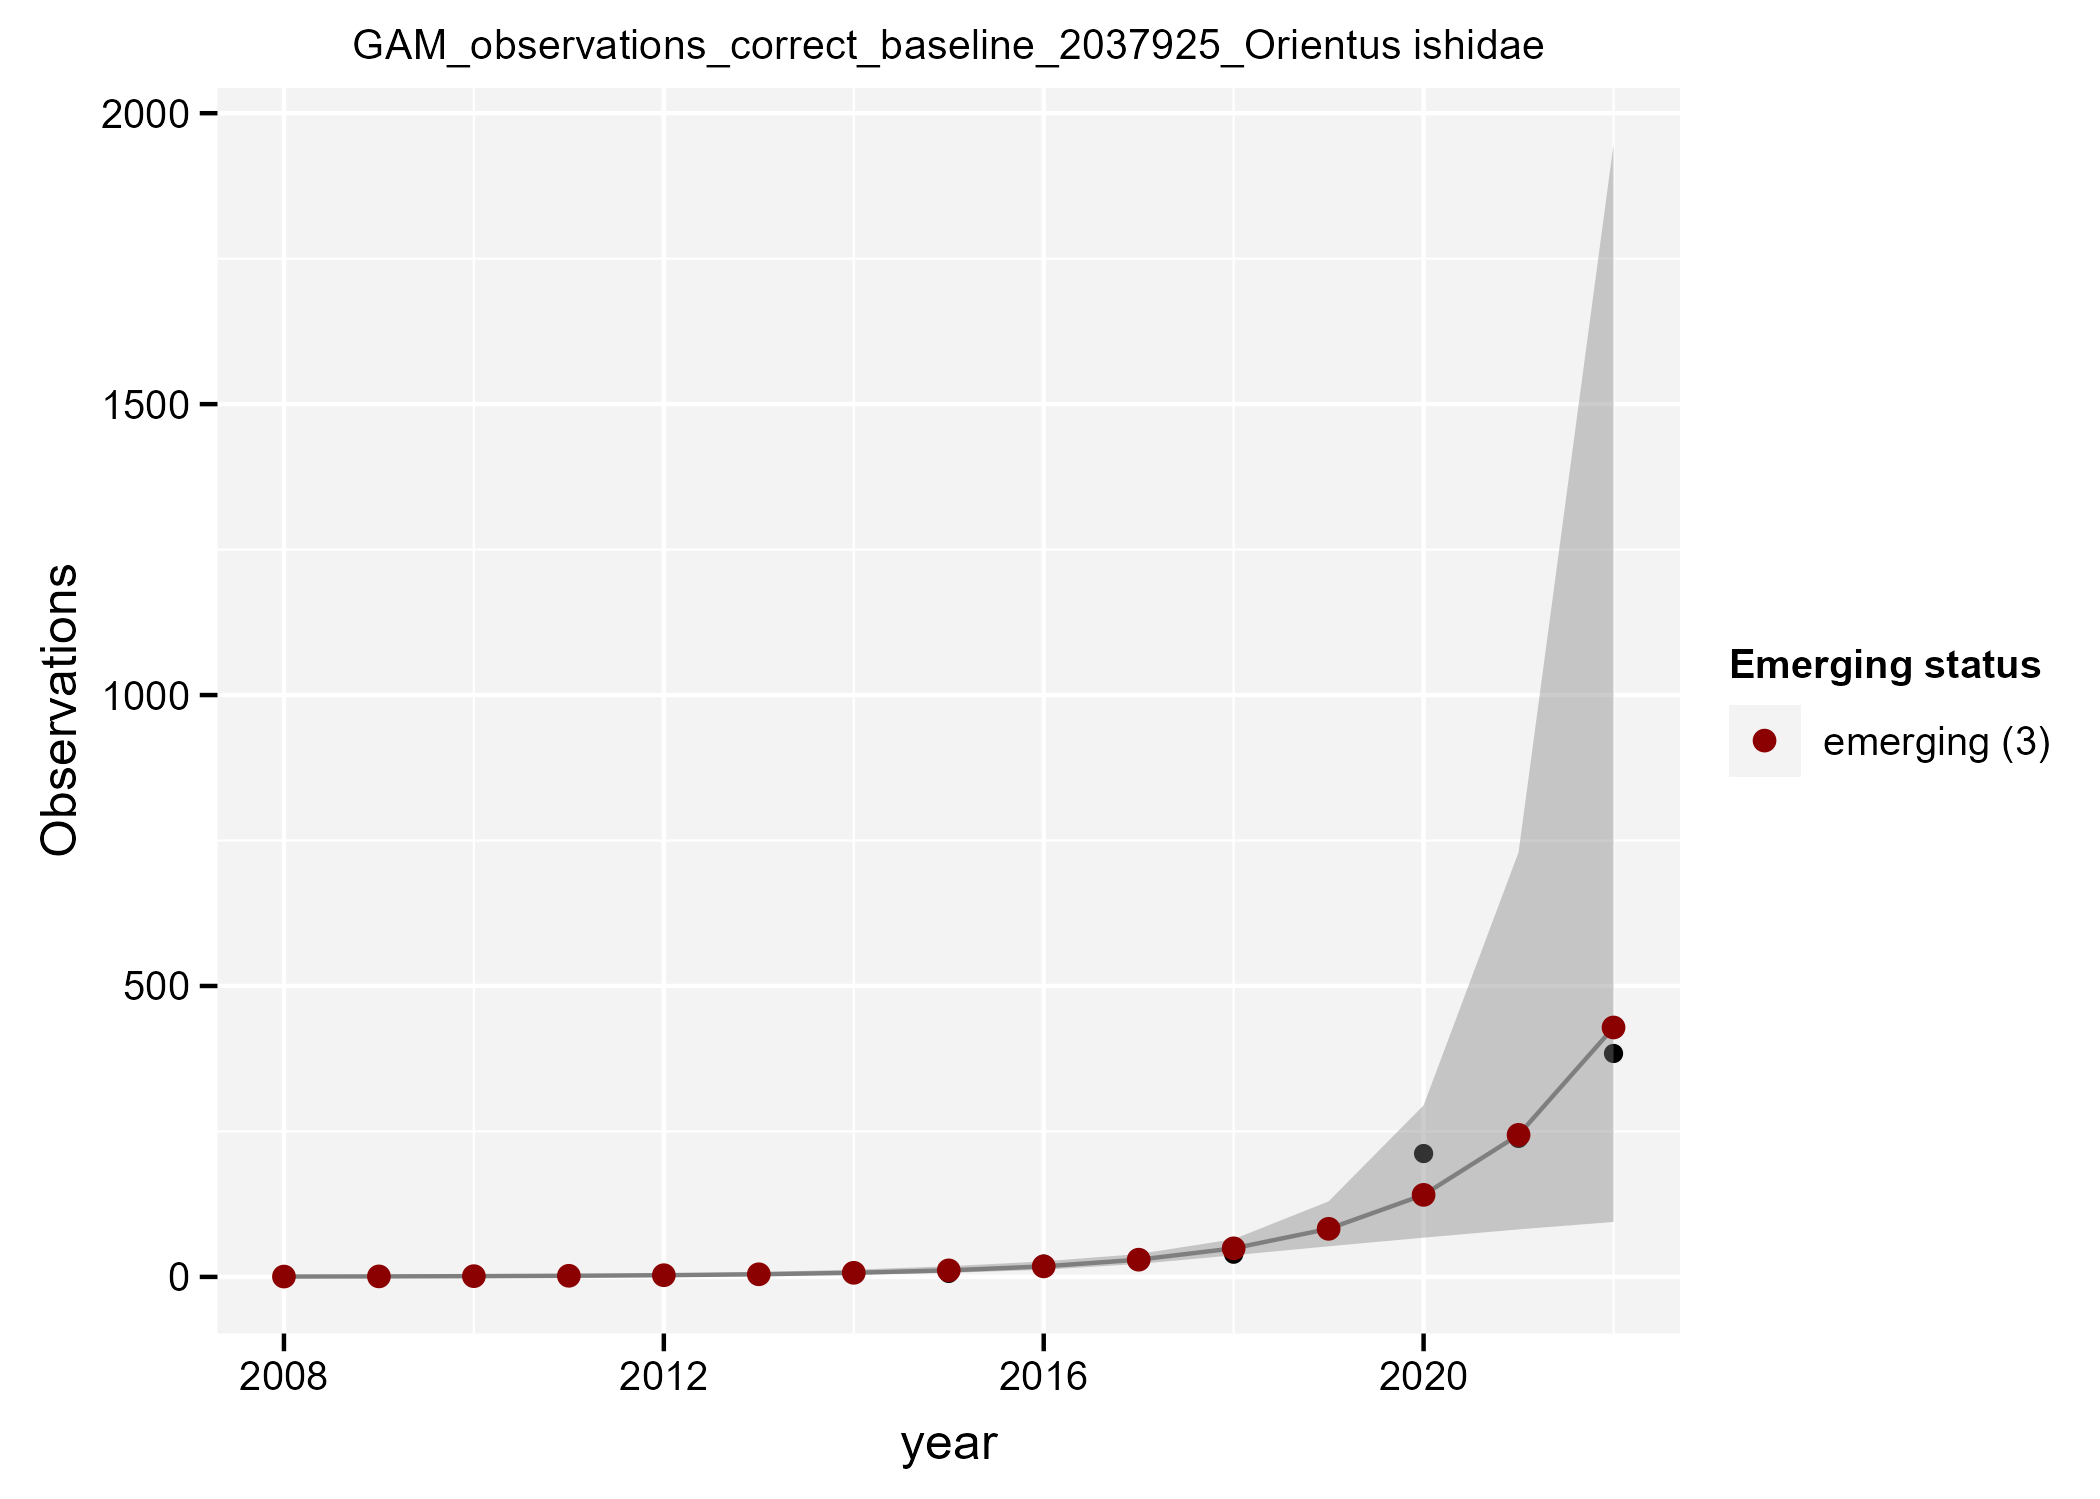 GAM_observations_correct_baseline_2037925_Orientus ishidae
2000
1500
1000
500
0
Observations
2008
2012
2016
2020
year
Emerging status
emerging (3)